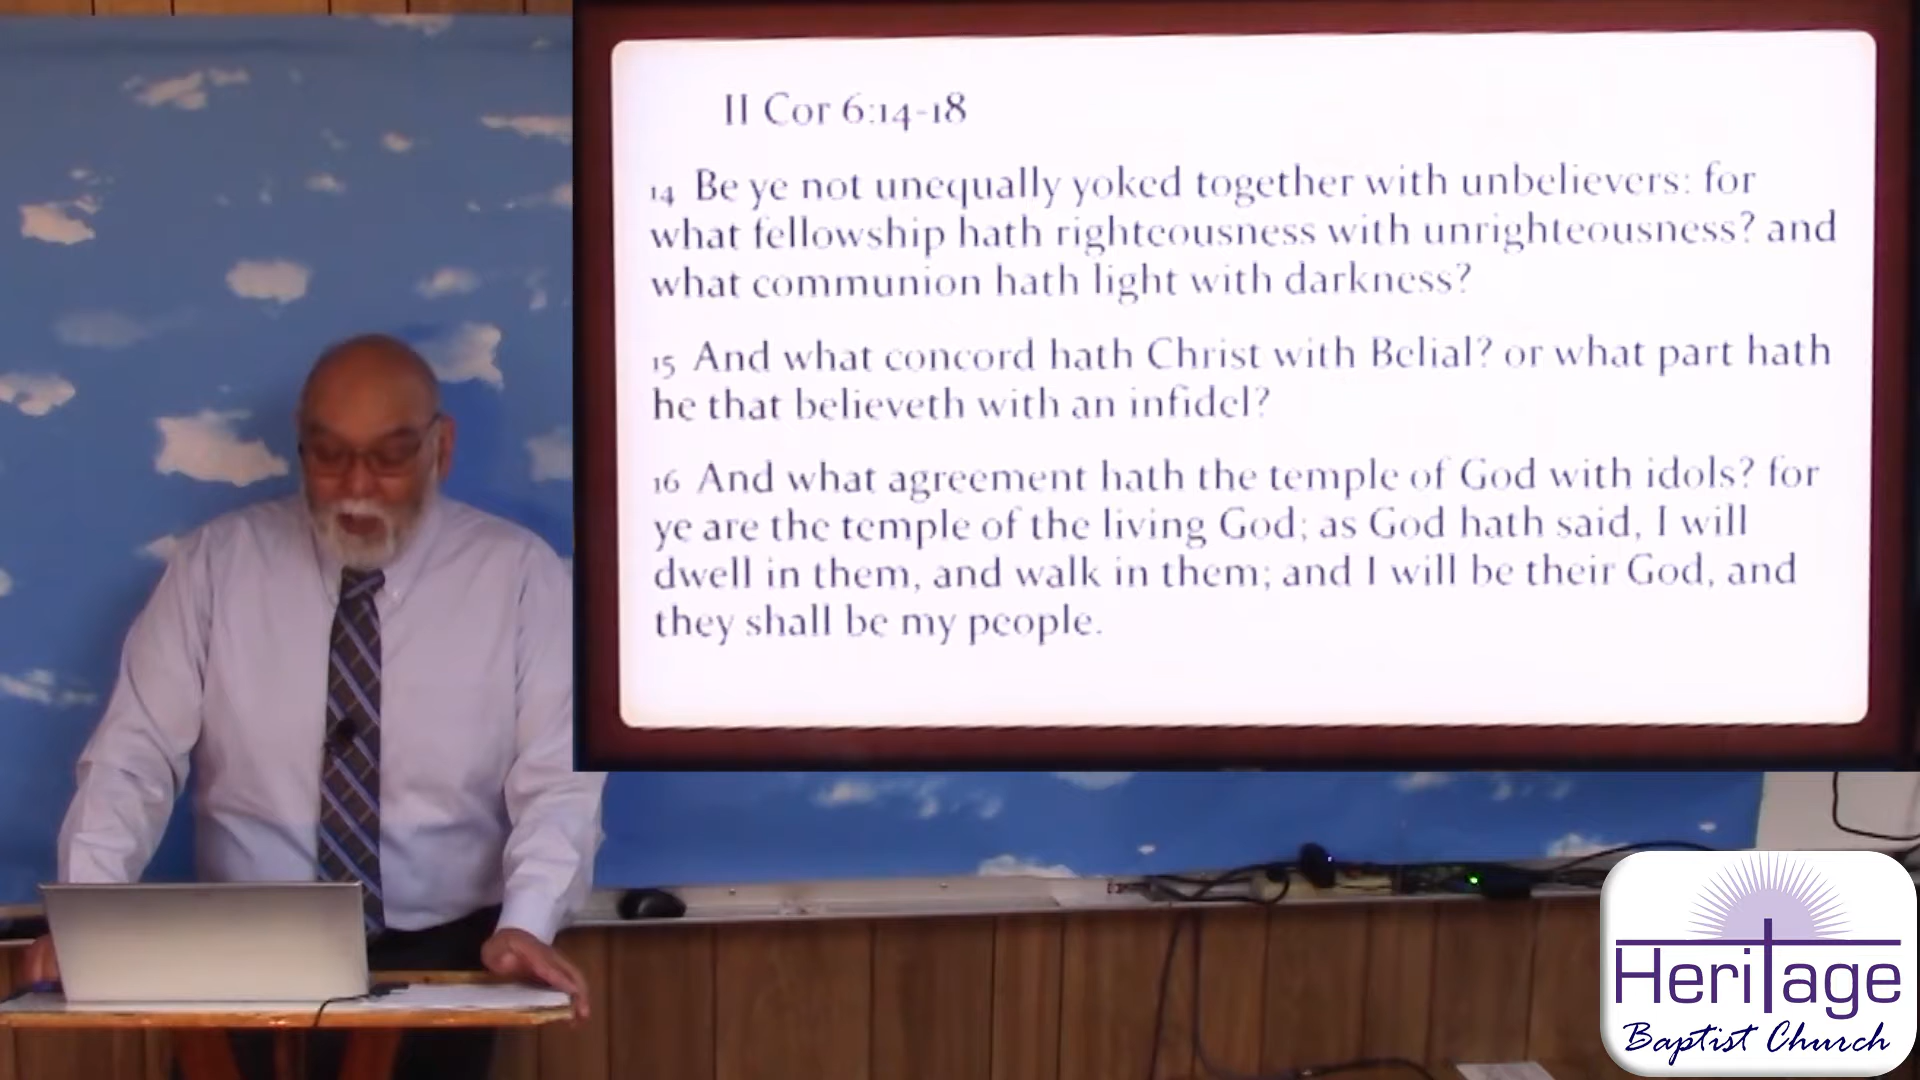 II Cor 6:14-18
14 Be ye not unequally yoked together with unbelievers: for
what fellowship hath righteousness with unrighteousness? and
what communion hath light with darkness?
15 And what concord hath Christ with Belial? or what part hath
he that believeth with an infidel?
16 And what agreement hath the temple of God with idols? for
ye are the temple of the living God; as God hath said, I will
dwell in them, and walk in them; and I will be their God, and
they shall be my people.
Heritage
Baptist Church